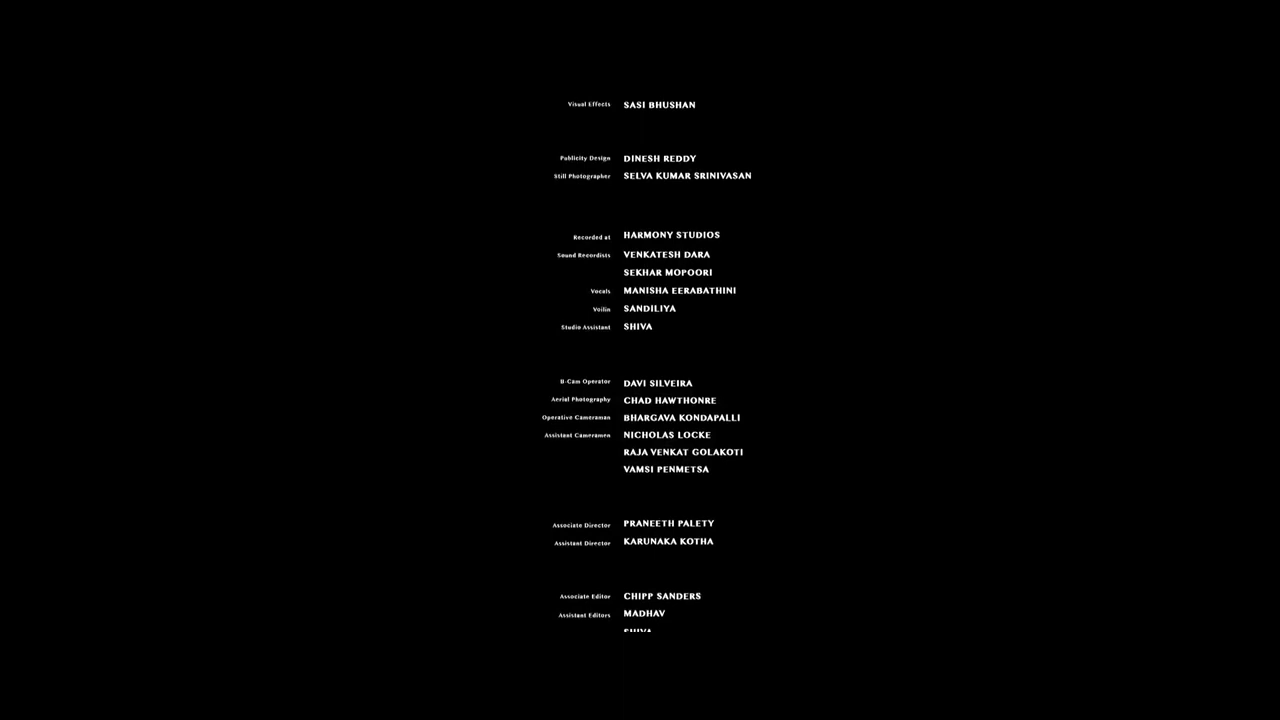 Visual Effects SASI BHUSHAN
Publicity Design DINESH REDDY
Still Photographer SELVA KUMAR SRINIVASAN
Recorded at HARMONY STUDIOS
Sound Recordists VENKATESH DARA
SEKHAR MOPOORI
Vocals MANISHA EERABATHINI
Voilin SANDILIYA
Studio Assistant SHIVA
B-Cam Operator DAVI SILVEIRA
Aerial Photography CHAD HAWTHONRE
Operative Cameraman BHARGAVA KONDAPALLI
Assistant Cameramen NICHOLAS LOCKE
RAJA VENKAT GOLAKOTI
VAMSI PENMETSA
Associate Director PRANEETH PALETY
Assistant Director KARUNAKA KOTHA
Associate Editor CHIPP SANDERS
Assistant Editors MADHAV
SHIVA